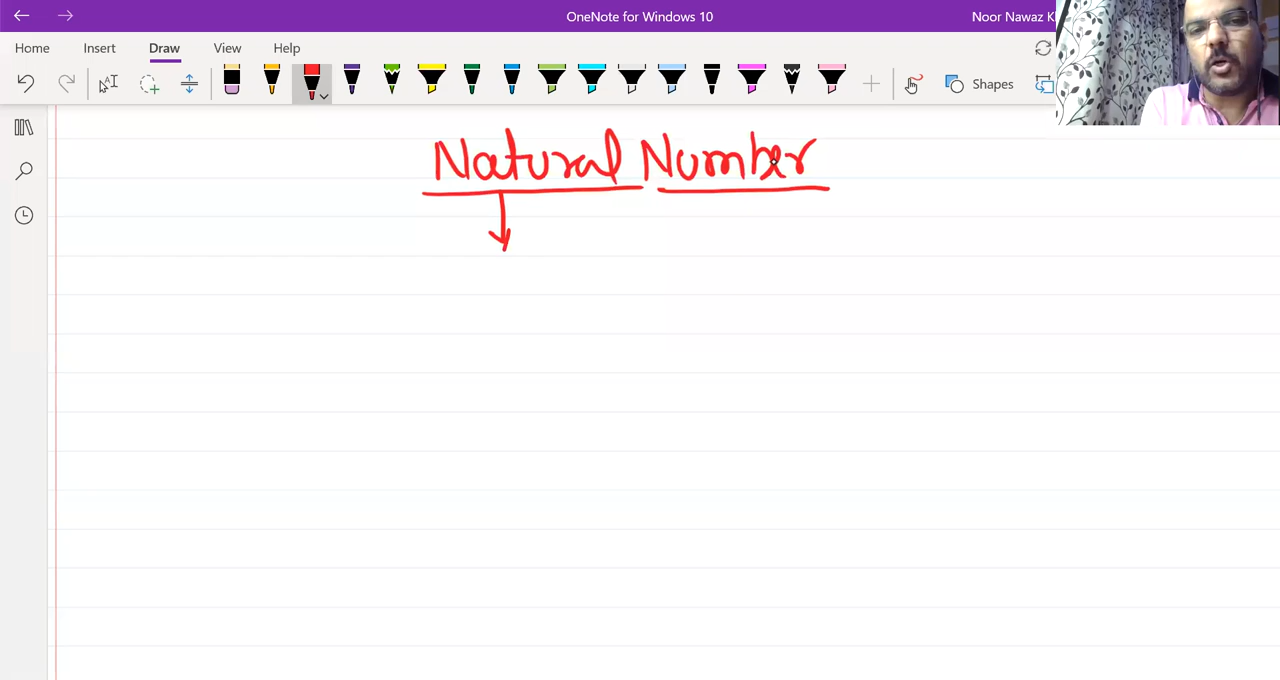 OneNote for Windows 10
Noor Nawaz K
Home Insert Draw View Help
Shapes
Natural Number